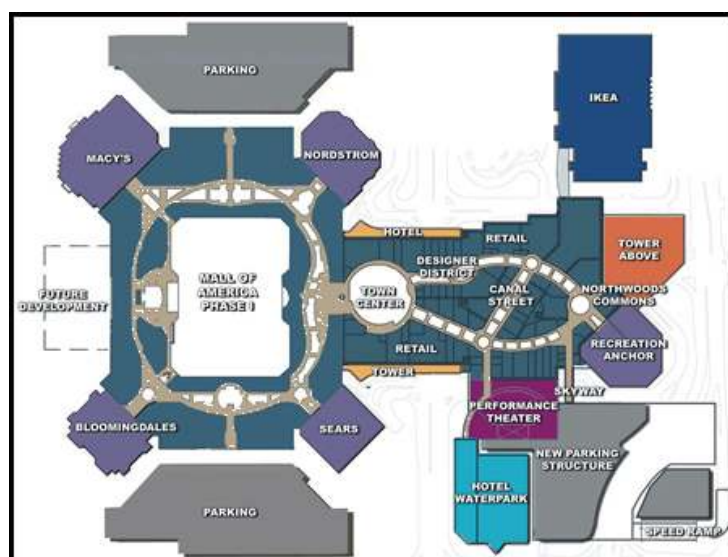 PARKING
IKEA
MACY'S
NORDSTROM
HOTEL
RETAIL
TOWER
ABOVE
DESIGNER
DISTRICT
MALL OF
AMERICA
PHASE I
FUTURE
DEVELOPMENT
TOWN
CENTER
CANAL
STREET
NORTHWOODS
COMMONS
RETAIL
RECREATION
ANCHOR
TOWER
SKYWAY
PERFORMANCE
THEATER
BLOOMINGDALES
SEARS
NEW PARKING
STRUCTURE
HOTEL
WATERPARK
PARKING
SPEED RAMP